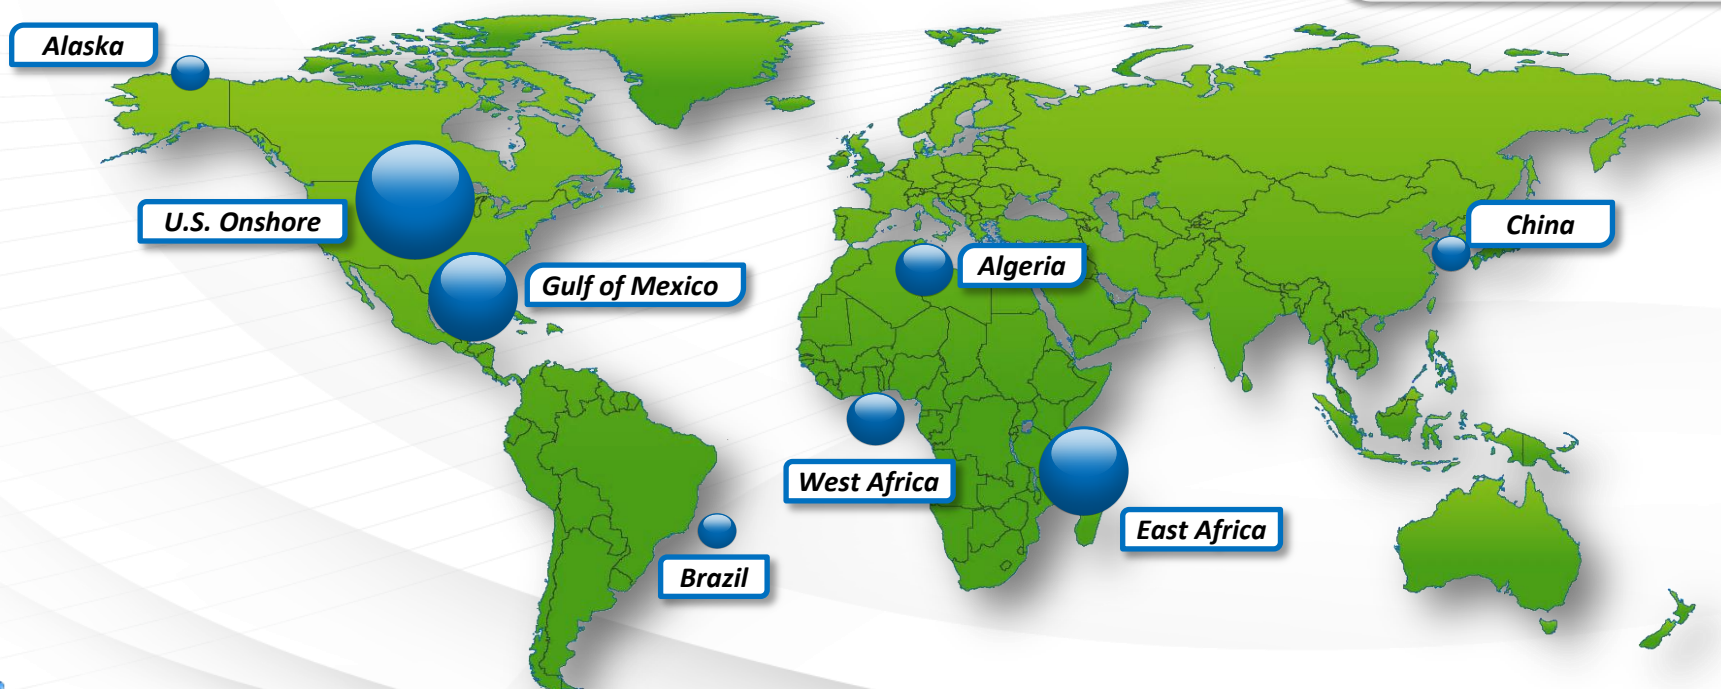 Alaska
U.S. Onshore
Gulf of Mexico
Algeria
China
West Africa
East Africa
Brazil